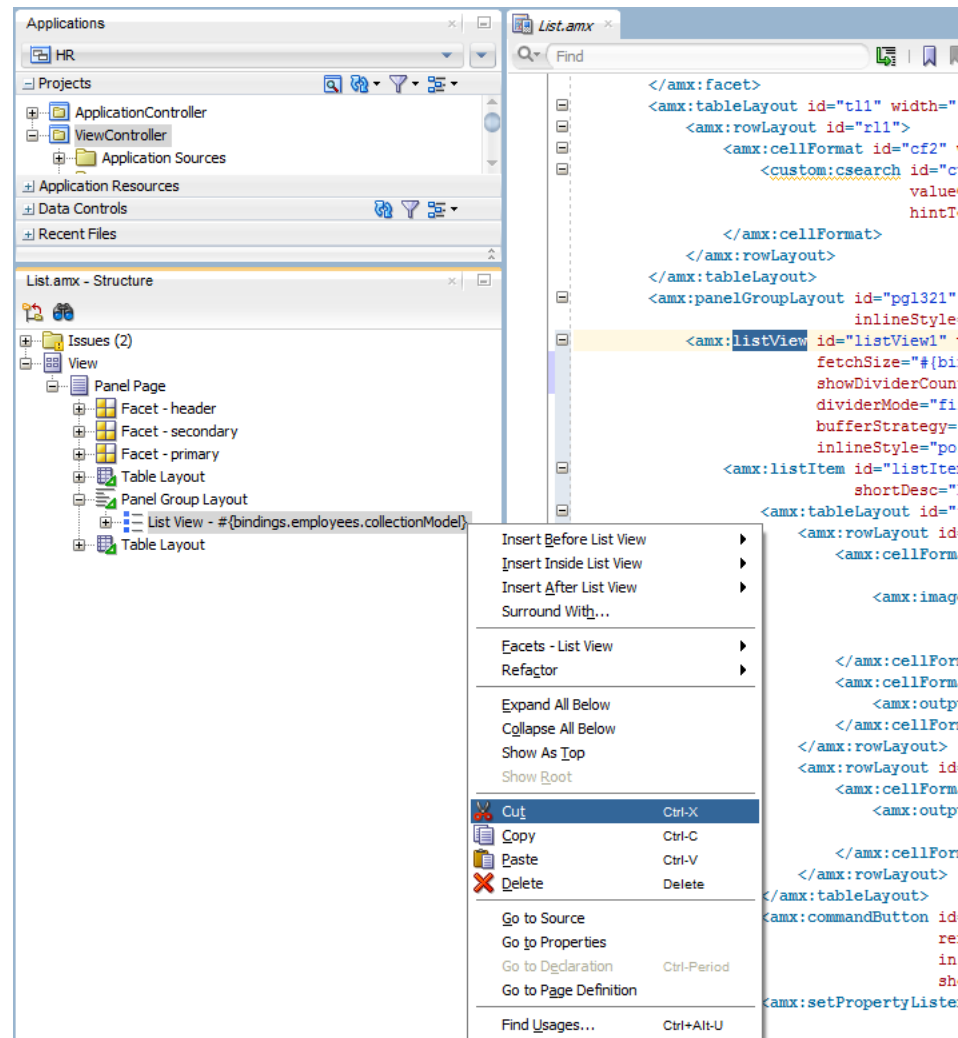 Applications
HR
Projects
ApplicationController
ViewController
Application Sources
Application Resources
Data Controls
Recent Files
List.amx - Structure
Issues (2)
View
Panel Page
Facet - header
Facet - secondary
Facet - primary
Table Layout
Panel Group Layout
List View - #{bindings.employees.collectionModel}
Table Layout
Insert Before List View
Insert Inside List View
Insert After List View
Surround With...
Facets - List View
Refactor
Expand All Below
Collapse All Below
Show As Top
Show Root
Cut Ctrl-X
Copy Ctrl-C
Paste Ctrl-V
Delete Delete
Go to Source
Go to Properties
Go to Declaration Ctrl-Period
Go to Page Definition
Find Usages... Ctrl+Alt-U
List.amx
Find
</amx:facet>
<amx:tableLayout id="tl1" width="
<amx:rowLayout id="rl1">
<amx:cellFormat id="cf2"
<custom:csearch id="c
value
hintT
</amx:cellFormat>
</amx:rowLayout>
</amx:tableLayout>
<amx:panelGroupLayout id="pgl321"
inlineStyle
<amx:listView id="listView1"
fetchSize="#{bi
showDividerCoun
dividerMode="fi
bufferStrategy=
inlineStyle="po
<amx:listItem id="listIte
shortDesc="
<amx:tableLayout id="
<amx:rowLayout id
<amx:cellForm
<amx:imag
</amx:cellFor
<amx:cellForm
<amx:outp
</amx:cellFor
</amx:rowLayout>
<amx:rowLayout id
<amx:cellForm
<amx:outp
</amx:cellFor
</amx:rowLayout>
</amx:tableLayout>
<amx:commandButton id
re
in
sh
<amx:setPropertyListe